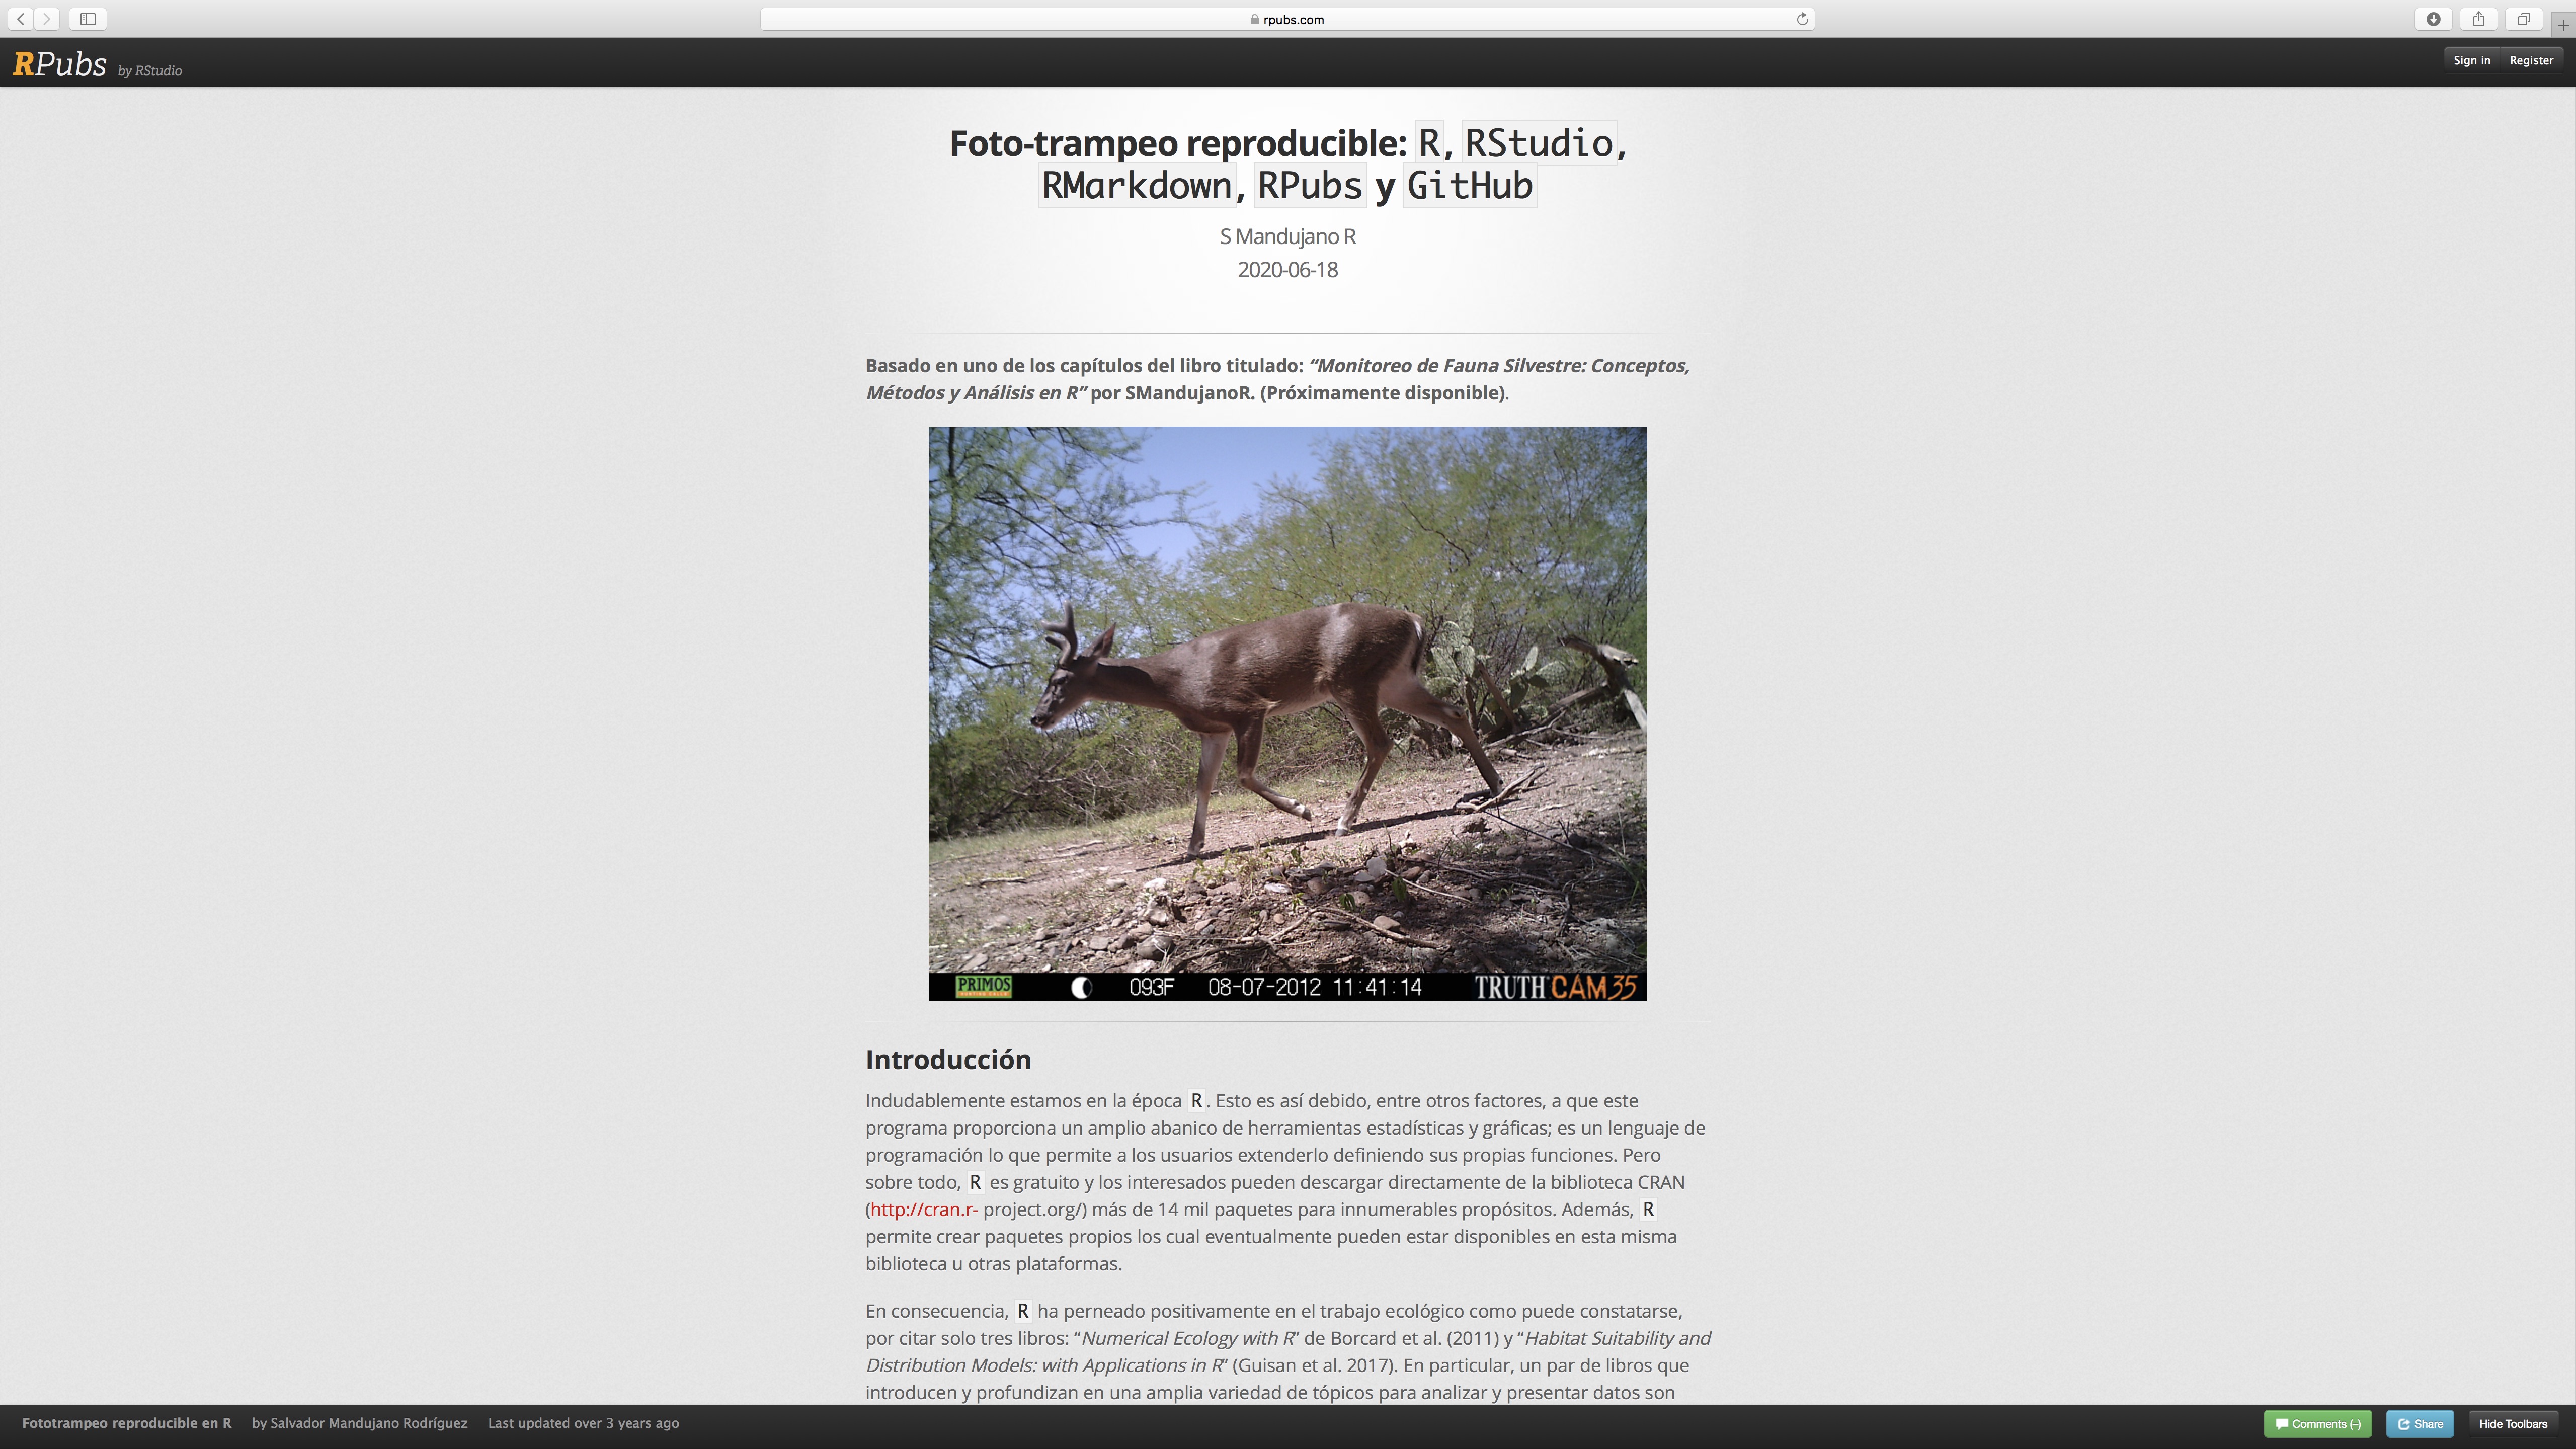 rpubs.com
RPubs by RStudio
Sign in Register
Foto-trampeo reproducible: R, RStudio,
RMarkdown, RPubs y GitHub
S Mandujano R
2020-06-18
Basado en uno de los capítulos del libro titulado: “Monitoreo de Fauna Silvestre: Conceptos,
Métodos y Análisis en R” por SMandujanoR. (Próximamente disponible).
PRIMOS 093F 08-07-2012 11:41:14 TRUTH CAM 35
Introducción
Indudablemente estamos en la época R. Esto es así debido, entre otros factores, a que este
programa proporciona un amplio abanico de herramientas estadísticas y gráficas; es un lenguaje de
programación lo que permite a los usuarios extenderlo definiendo sus propias funciones. Pero
sobre todo, R es gratuito y los interesados pueden descargar directamente de la biblioteca CRAN
(http://cran.r- project.org/) más de 14 mil paquetes para innumerables propósitos. Además, R
permite crear paquetes propios los cual eventualmente pueden estar disponibles en esta misma
biblioteca u otras plataformas.
En consecuencia, R ha perneado positivamente en el trabajo ecológico como puede constatarse,
por citar solo tres libros: “Numerical Ecology with R” de Borcard et al. (2011) y “Habitat Suitability and
Distribution Models: with Applications in R” (Guisan et al. 2017). En particular, un par de libros que
introducen y profundizan en una amplia variedad de tópicos para analizar y presentar datos son
Fototrampeo reproducible en R by Salvador Mandujano Rodríguez Last updated over 3 years ago
Comments (–) Share Hide Toolbars